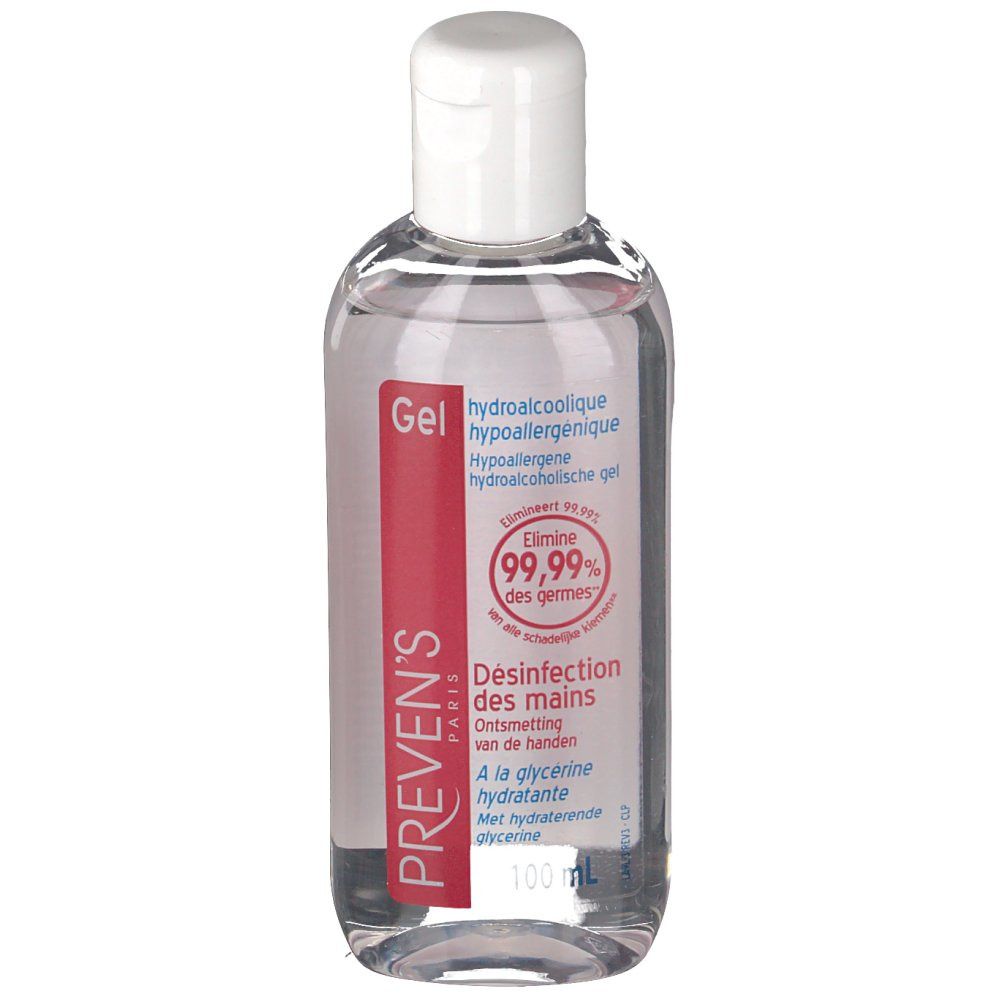 Gel
hydroalcoolique
hypoallergénique
Hypoallergene
hydroalcoholische gel
Elimineert 99.99%
Elimine
99,99%
des germes**
van alle schadelijke kiemen**
Désinfection
des mains
Ontsmetting
van de handen
A la glycérine
hydratante
Met hydraterende
glycerine
100 mL
PREVEN'S
PARIS
CLP